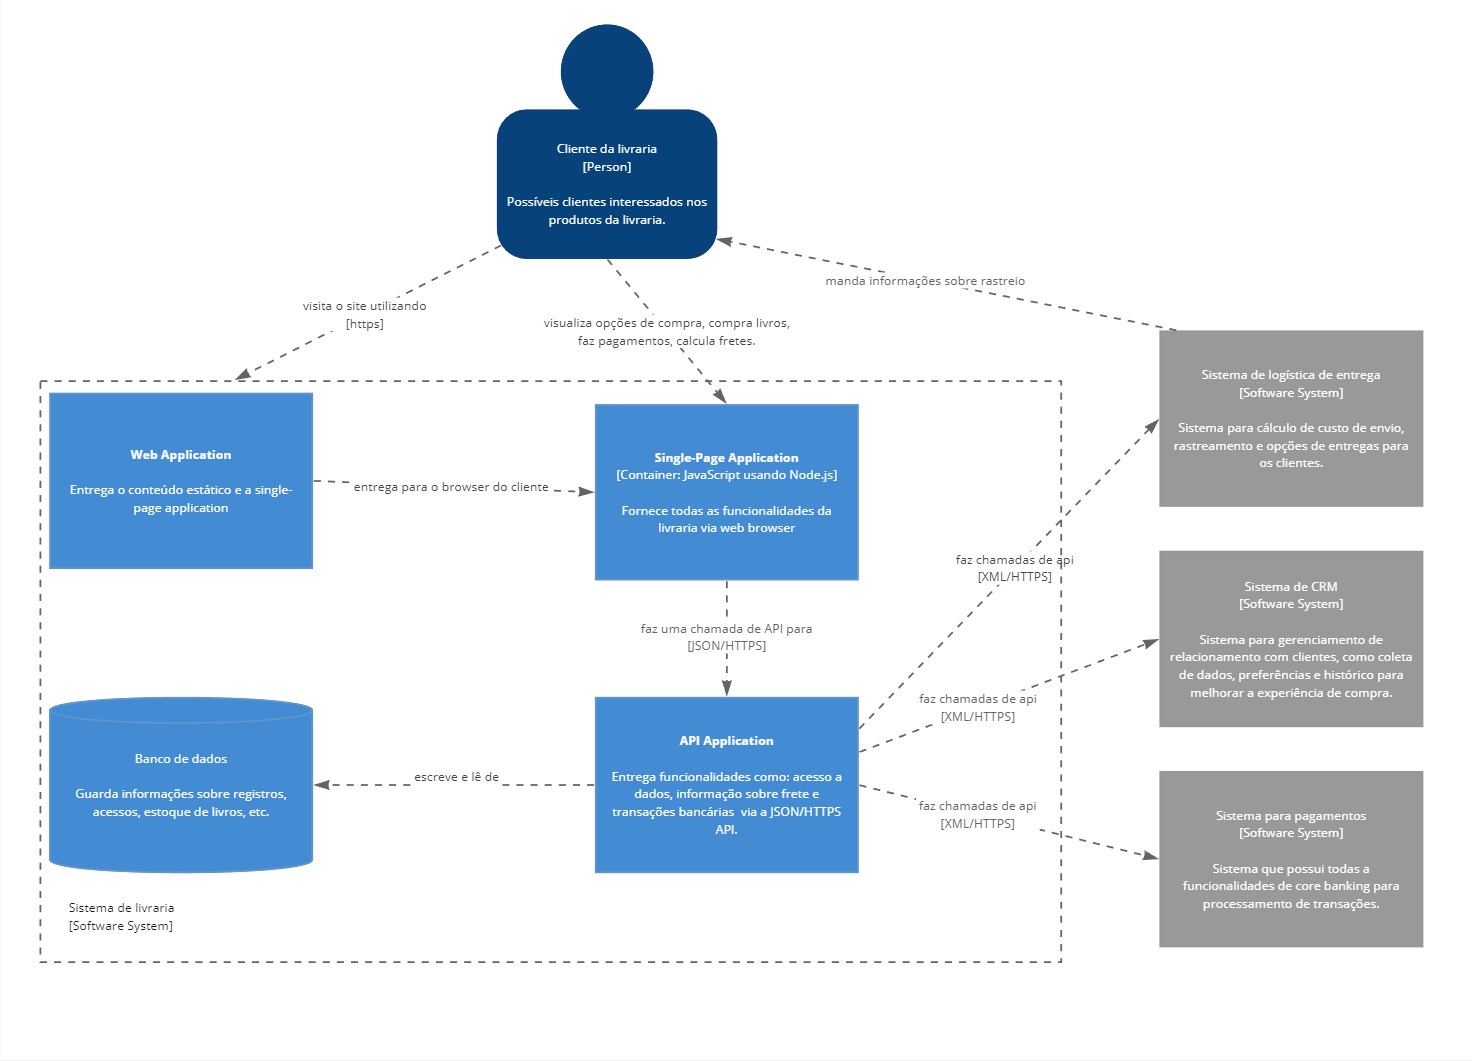 Cliente da livraria
[Person]
Possíveis clientes interessados nos
produtos da livraria.
manda informações sobre rastreio
visita o site utilizando
[https]
visualiza opções de compra, compra livros,
faz pagamentos, calcula fretes.
Sistema de logística de entrega
[Software System]
Sistema para cálculo de custo de envio,
rastreamento e opções de entregas para
os clientes.
Web Application
Entrega o conteúdo estático e a single-
page application
entrega para o browser do cliente
Single-Page Application
[Container: JavaScript usando Node.js]
Fornece todas as funcionalidades da
livraria via web browser
faz chamadas de api
[XML/HTTPS]
Sistema de CRM
[Software System]
Sistema para gerenciamento de
relacionamento com clientes, como coleta
de dados, preferências e histórico para
melhorar a experiência de compra.
faz uma chamada de API para
[JSON/HTTPS]
faz chamadas de api
[XML/HTTPS]
Banco de dados
Guarda informações sobre registros,
acessos, estoque de livros, etc.
escreve e lê de
API Application
Entrega funcionalidades como: acesso a
dados, informação sobre frete e
transações bancárias  via a JSON/HTTPS
API.
faz chamadas de api
[XML/HTTPS]
Sistema para pagamentos
[Software System]
Sistema que possui todas a
funcionalidades de core banking para
processamento de transações.
Sistema de livraria
[Software System]